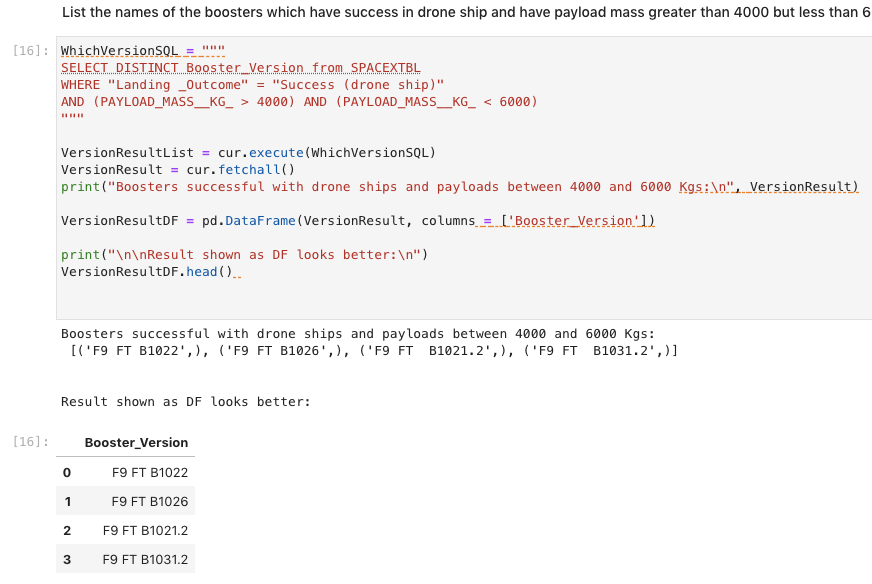 List the names of the boosters which have success in drone ship and have payload mass greater than 4000 but less than 6
[16]: WhichVersionSQL = """
SELECT DISTINCT Booster_Version from SPACEXTBL
WHERE "Landing _Outcome" = "Success (drone ship)"
AND (PAYLOAD_MASS__KG_ > 4000) AND (PAYLOAD_MASS__KG_ < 6000)
"""
VersionResultList = cur.execute(WhichVersionSQL)
VersionResult = cur.fetchall()
print("Boosters successful with drone ships and payloads between 4000 and 6000 Kgs:\n", VersionResult)
VersionResultDF = pd.DataFrame(VersionResult, columns = ['Booster_Version'])
print("\n\nResult shown as DF looks better:\n")
VersionResultDF.head()
Boosters successful with drone ships and payloads between 4000 and 6000 Kgs:
[('F9 FT B1022',), ('F9 FT B1026',), ('F9 FT  B1021.2',), ('F9 FT  B1031.2',)]
Result shown as DF looks better:
[16]: Booster_Version
0 F9 FT B1022
1 F9 FT B1026
2 F9 FT B1021.2
3 F9 FT B1031.2